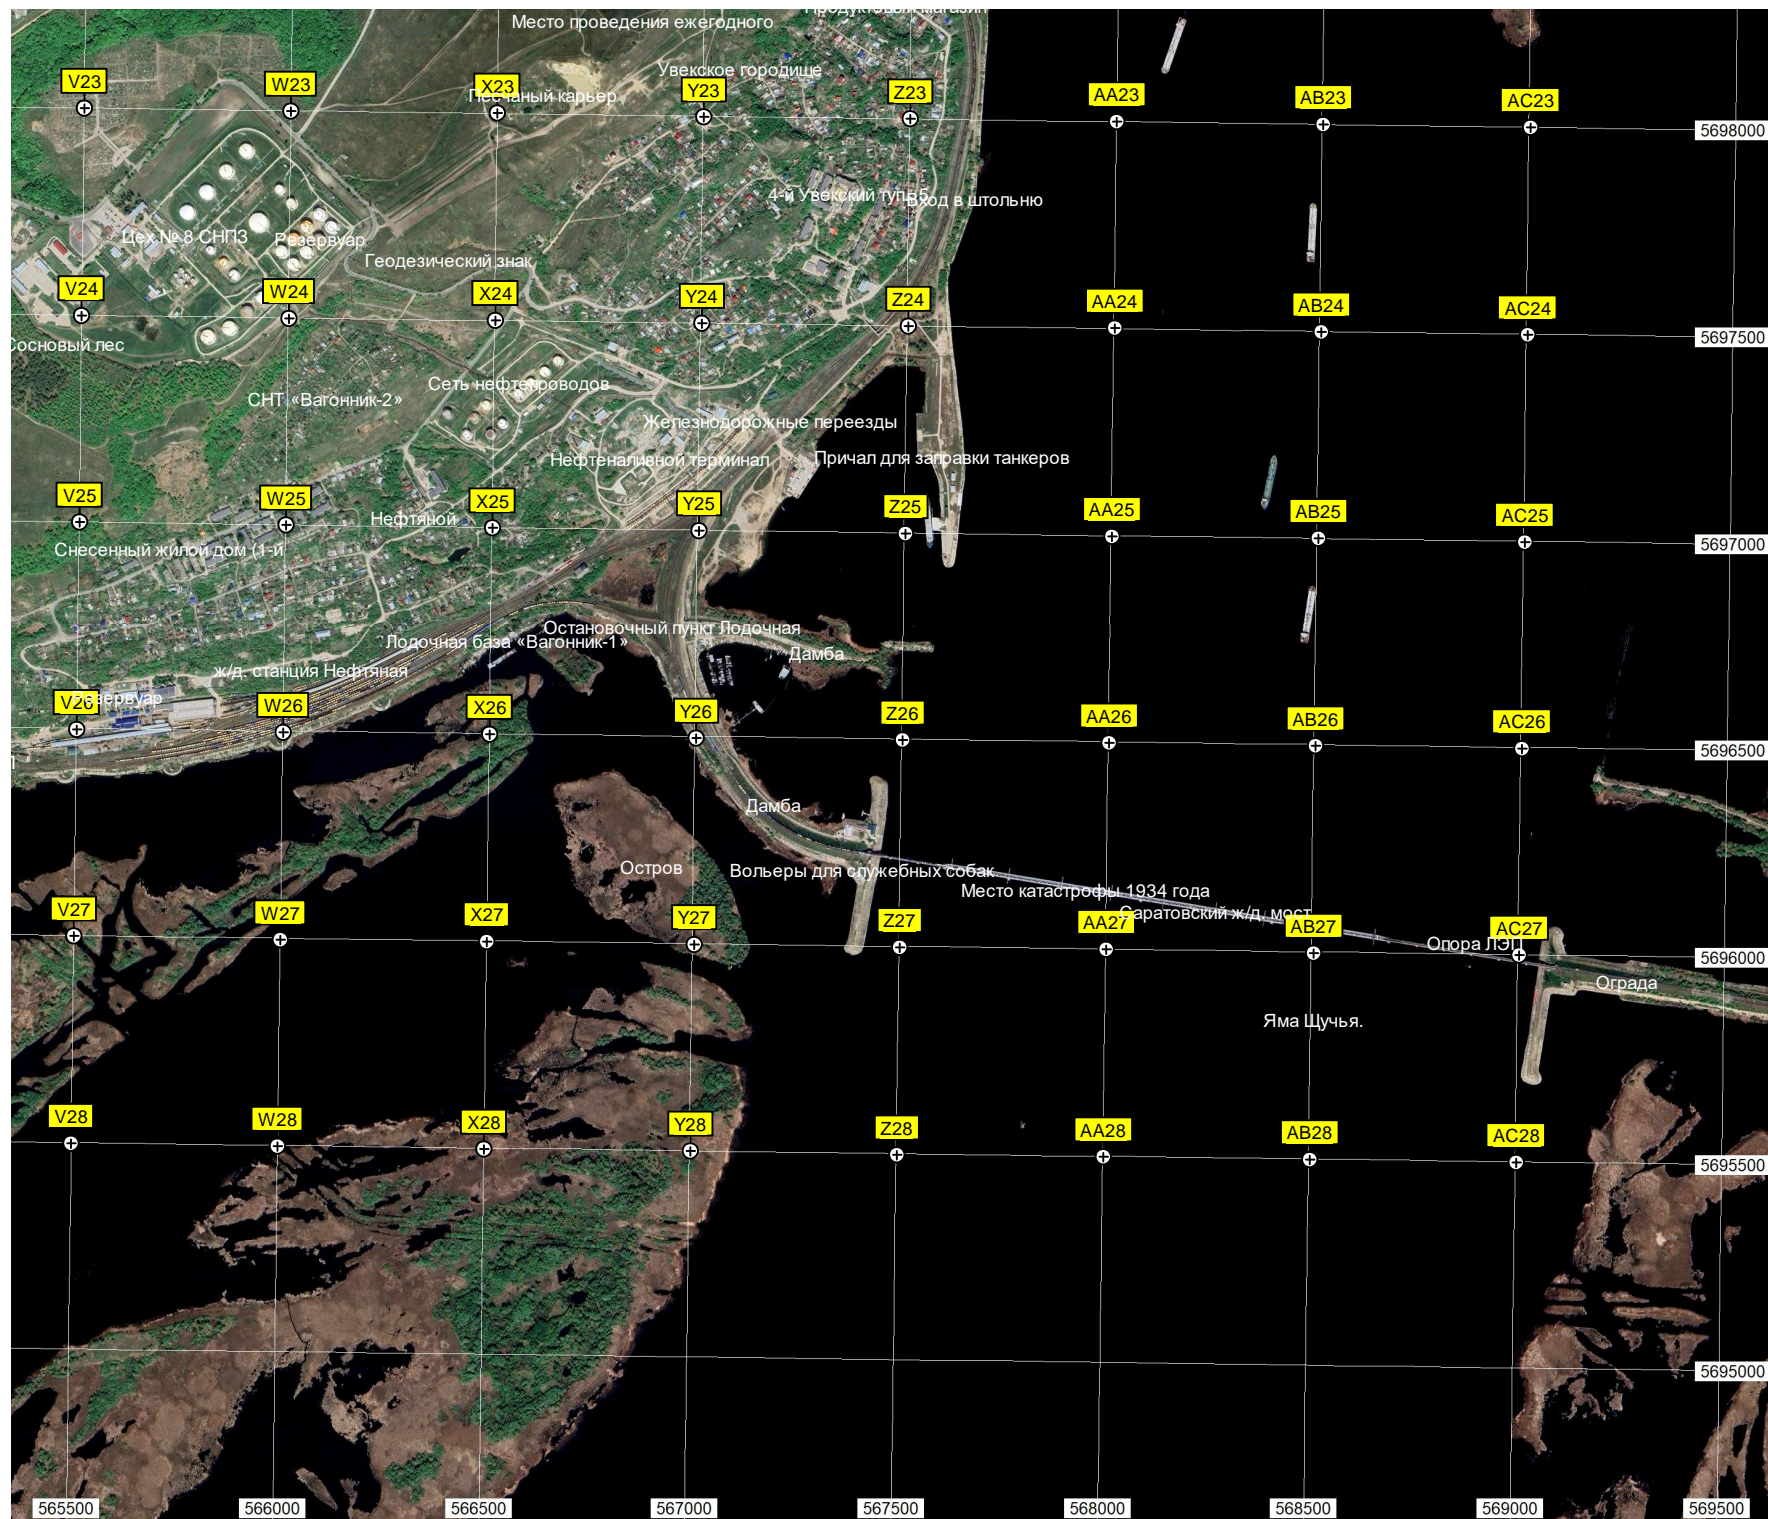 Продуктовый магазин
Место проведения ежегодного
Увекское городище
V23
W23
X23
Y23
Z23
AA23
AB23
AC23
Песчаный карьер
5698000
4-й Увекский туп., 5
Вход в штольню
Цех № 8 СНПЗ
Резервуар
Геодезический знак
V24
W24
X24
Y24
Z24
AA24
AB24
AC24
5697500
Сосновый лес
Сеть нефтепроводов
СНТ «Вагонник-2»
Железнодорожные переезды
Нефтеналивной терминал
Причал для заправки танкеров
V25
W25
X25
Y25
Z25
AA25
AB25
AC25
Нефтяной
5697000
Снесенный жилой дом (1-й
Остановочный пункт Лодочная
Лодочная база «Вагонник-1»
Дамба
ж/д. станция Нефтяная
V26
Резервуар
W26
X26
Y26
Z26
AA26
AB26
AC26
5696500
Дамба
Остров
Вольеры для служебных собак
Место катастрофы 1934 года
Саратовский ж/д. мост
V27
W27
X27
Y27
Z27
AA27
AB27
AC27
Опора ЛЭП
5696000
Ограда
Яма Щучья.
V28
W28
X28
Y28
Z28
AA28
AB28
AC28
5695500
5695000
565500
566000
566500
567000
567500
568000
568500
569000
569500